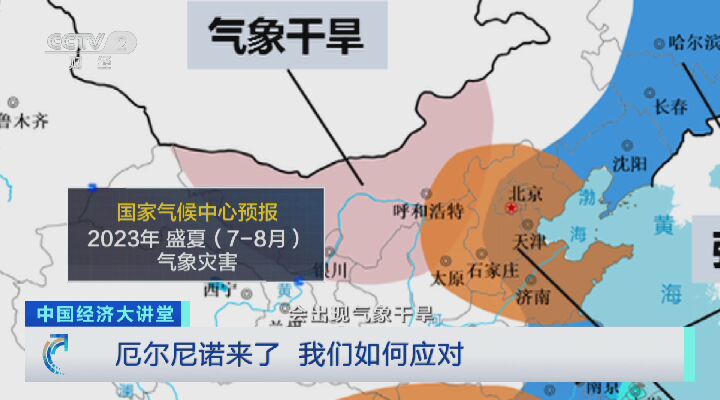 CCTV 2
财经
气象干旱
哈尔滨
长春
鲁木齐
沈阳
北京
渤海
黄海
呼和浩特
天津
国家气候中心预报
2023年 盛夏（7-8月）
气象灾害
银川
太原
石家庄
济南
西宁
黄
兰州
中国经济大讲堂
会出现气象干旱
厄尔尼诺来了 我们如何应对
南京